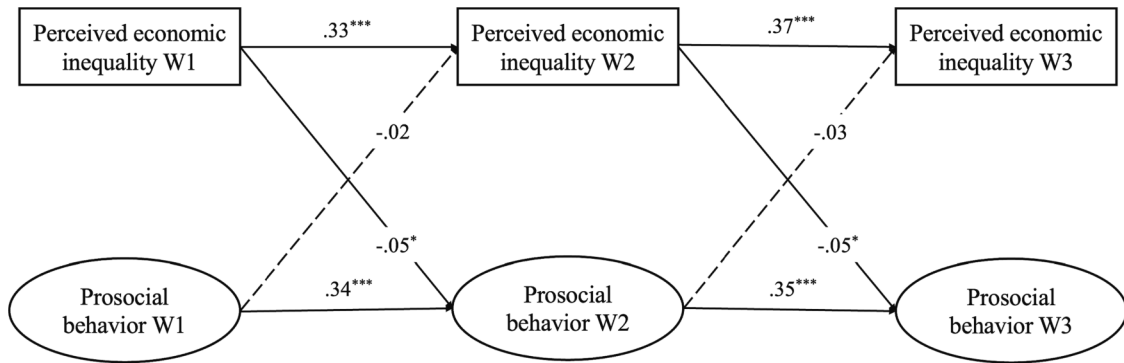 .33***
.37***
Perceived economic
inequality W1
Perceived economic
inequality W2
Perceived economic
inequality W3
-.02
-.03
-.05*
-.05*
.34***
.35***
Prosocial
behavior W1
Prosocial
behavior W2
Prosocial
behavior W3